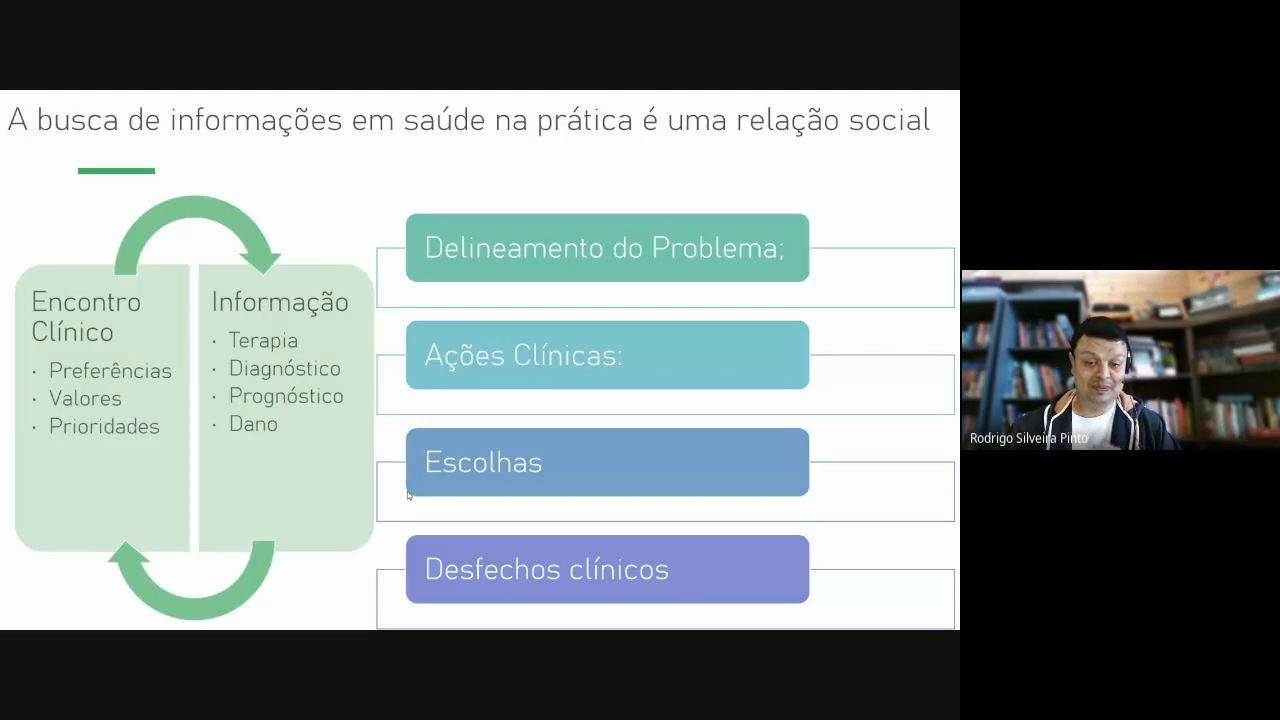 A busca de informações em saúde na prática é uma relação social
Encontro
Clínico
· Preferências
· Valores
· Prioridades
Informação
· Terapia
· Diagnóstico
· Prognóstico
· Dano
Delineamento do Problema;
Ações Clínicas:
Escolhas
Desfechos clínicos
Rodrigo Silveira Pinto